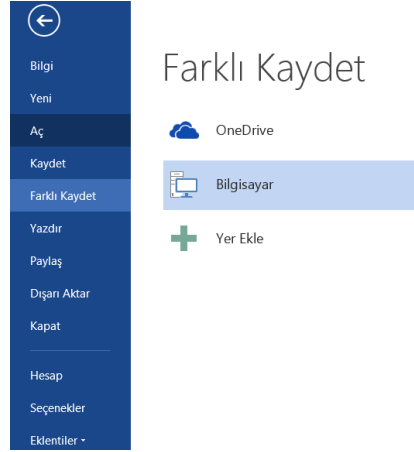 Bilgi
Yeni
Aç
Kaydet
Farklı Kaydet
Yazdır
Paylaş
Dışarı Aktar
Kapat
Hesap
Seçenekler
Eklentiler
Farklı Kaydet
OneDrive
Bilgisayar
Yer Ekle